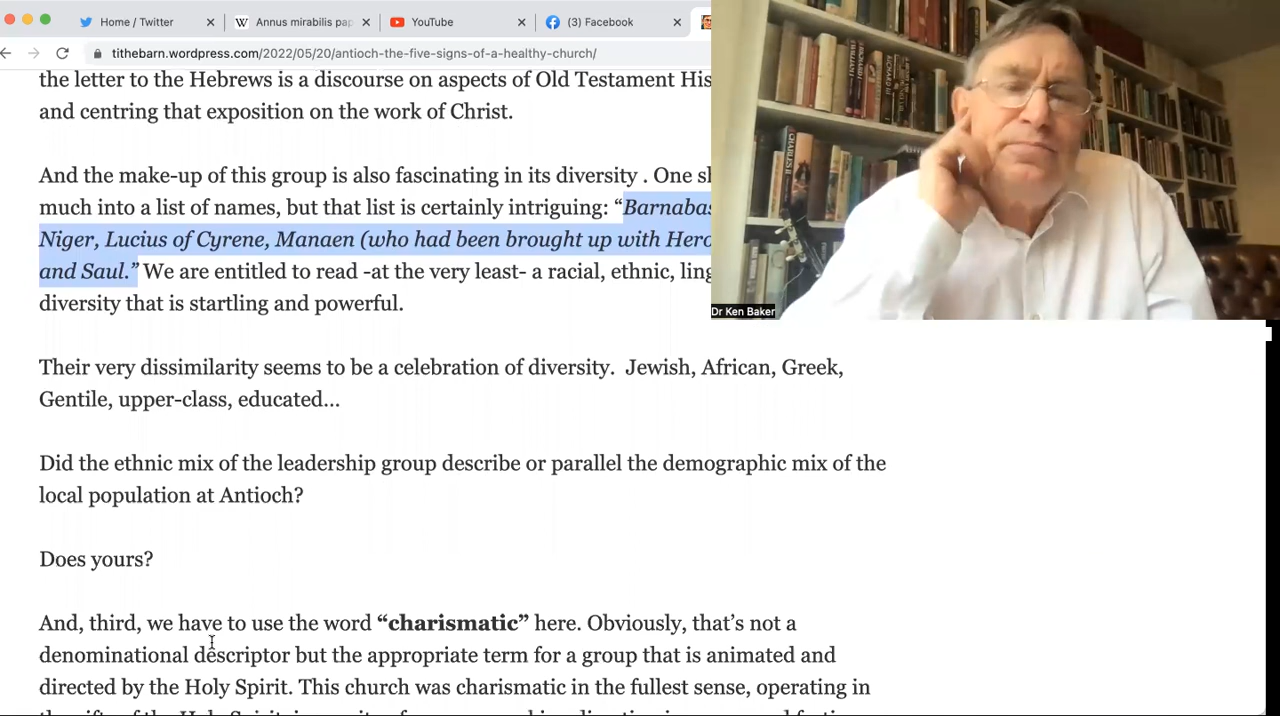 Home / Twitter
Annus mirabilis pap
YouTube
(3) Facebook
tithebarn.wordpress.com/2022/05/20/antioch-the-five-signs-of-a-healthy-church/
the letter to the Hebrews is a discourse on aspects of Old Testament His
and centring that exposition on the work of Christ.
And the make-up of this group is also fascinating in its diversity . One sh
much into a list of names, but that list is certainly intriguing: “Barnabas
Niger, Lucius of Cyrene, Manaen (who had been brought up with Hero
and Saul.” We are entitled to read -at the very least- a racial, ethnic, ling
diversity that is startling and powerful.
Their very dissimilarity seems to be a celebration of diversity. Jewish, African, Greek,
Gentile, upper-class, educated…
Did the ethnic mix of the leadership group describe or parallel the demographic mix of the
local population at Antioch?
Does yours?
And, third, we have to use the word “charismatic” here. Obviously, that’s not a
denominational descriptor but the appropriate term for a group that is animated and
directed by the Holy Spirit. This church was charismatic in the fullest sense, operating in
RICHARD III
CHARLES II
Dr Ken Baker